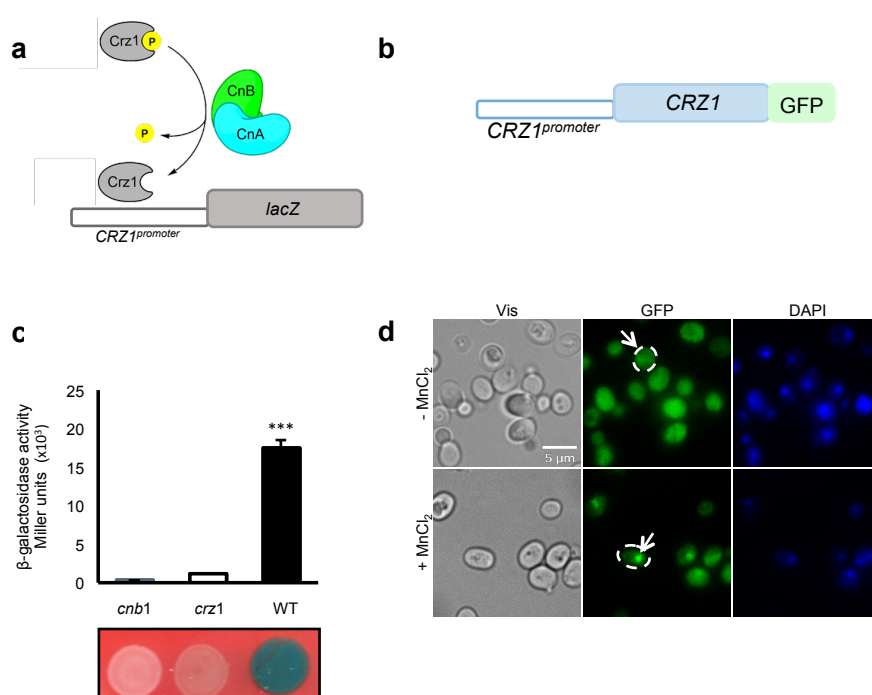 a
Crz1 P
CnB
CnA
P
Crz1
lacZ
CRZ1promoter
b
CRZ1
GFP
CRZ1promoter
c
β-galactosidase activity
Miller units (x10³)
25
20
15
10
5
0
***
cnb1 crz1 WT
d
Vis GFP DAPI
- MnCl₂
5 μm
+ MnCl₂